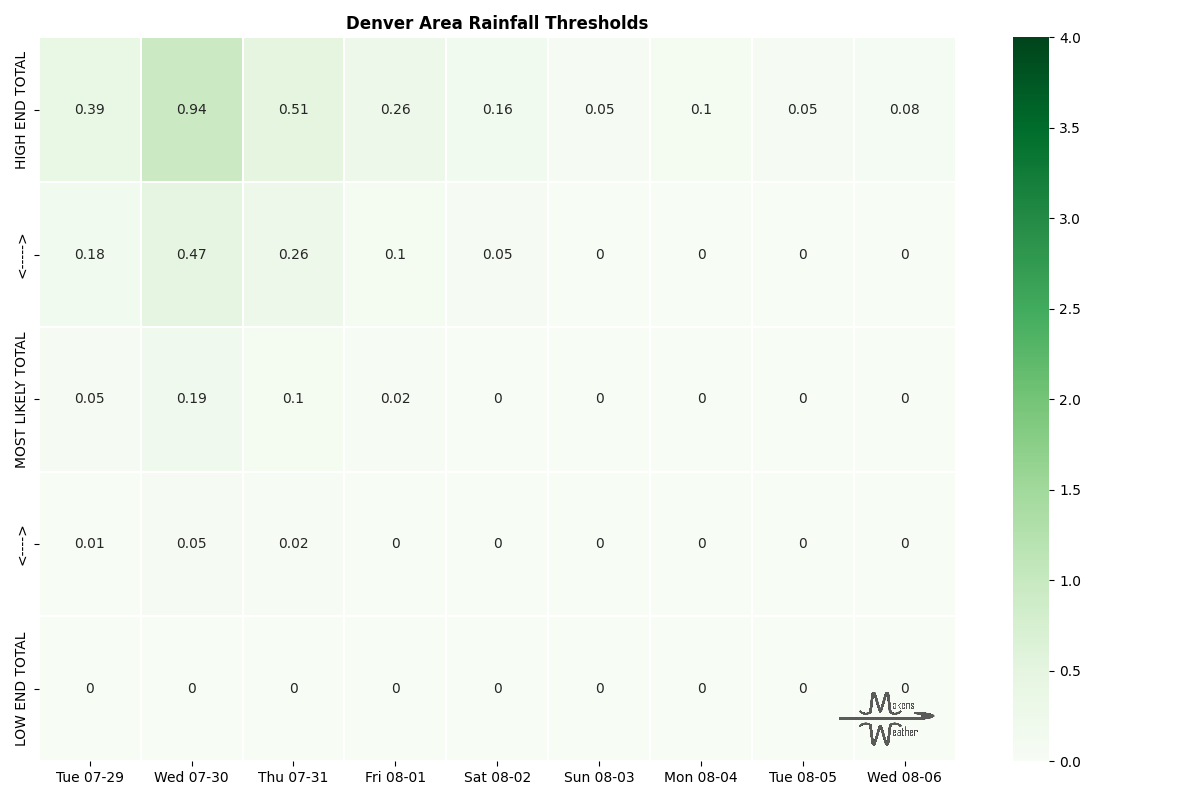 Denver Area Rainfall Thresholds
HIGH END TOTAL
0.39 0.94 0.51 0.26 0.16 0.05 0.1 0.05 0.08
<----->
0.18 0.47 0.26 0.1 0.05 0 0 0 0
MOST LIKELY TOTAL
0.05 0.19 0.1 0.02 0 0 0 0 0
<---->
0.01 0.05 0.02 0 0 0 0 0 0
LOW END TOTAL
0 0 0 0 0 0 0 0 0
Makens
Weather
Tue 07-29 Wed 07-30 Thu 07-31 Fri 08-01 Sat 08-02 Sun 08-03 Mon 08-04 Tue 08-05 Wed 08-06
4.0
3.5
3.0
2.5
2.0
1.5
1.0
0.5
0.0